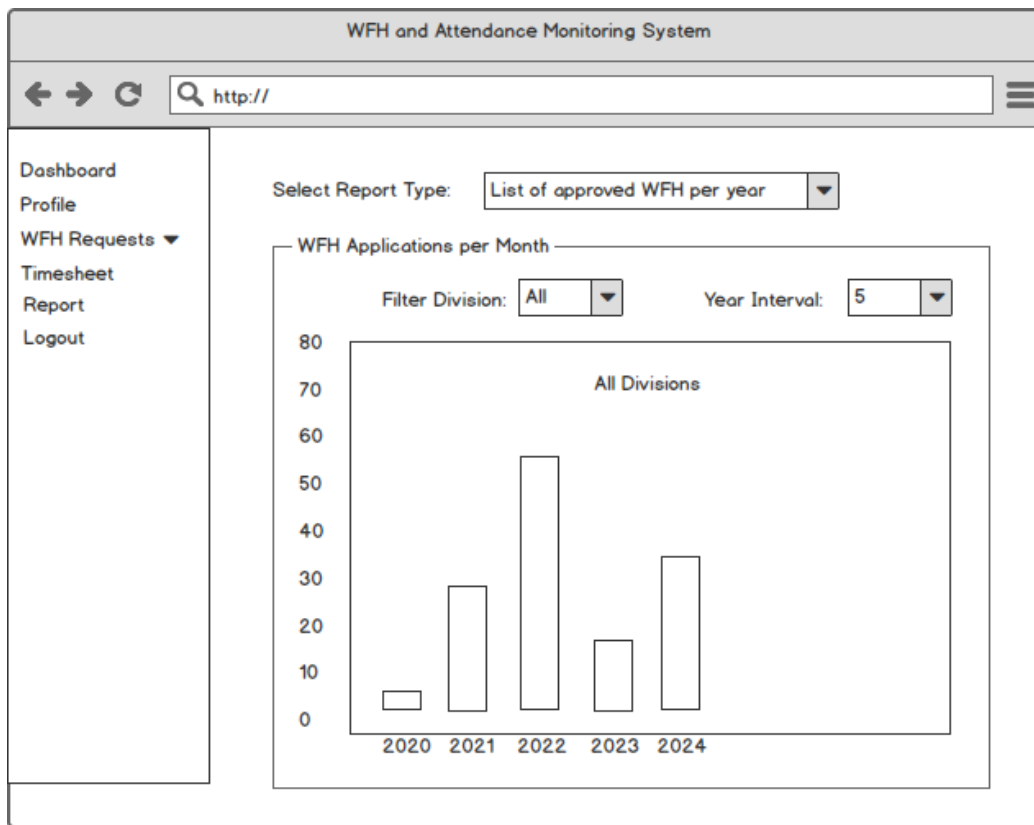 WFH and Attendance Monitoring System
http://
Dashboard
Profile
WFH Requests
Timesheet
Report
Logout
Select Report Type: List of approved WFH per year
WFH Applications per Month
Filter Division: All Year Interval: 5
All Divisions
80
70
60
50
40
30
20
10
0
2020 2021 2022 2023 2024